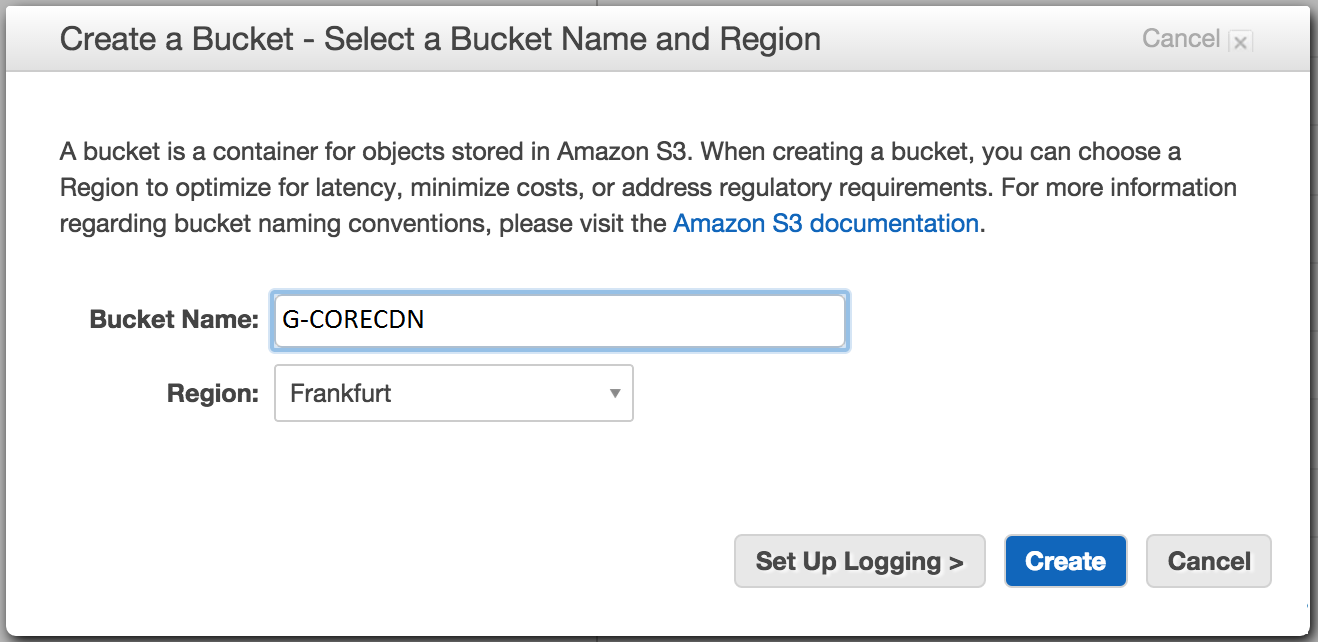 Create a Bucket - Select a Bucket Name and Region
Cancel x
A bucket is a container for objects stored in Amazon S3. When creating a bucket, you can choose a
Region to optimize for latency, minimize costs, or address regulatory requirements. For more information
regarding bucket naming conventions, please visit the Amazon S3 documentation.
Bucket Name: G-CORECDN
Region: Frankfurt
Set Up Logging > Create Cancel